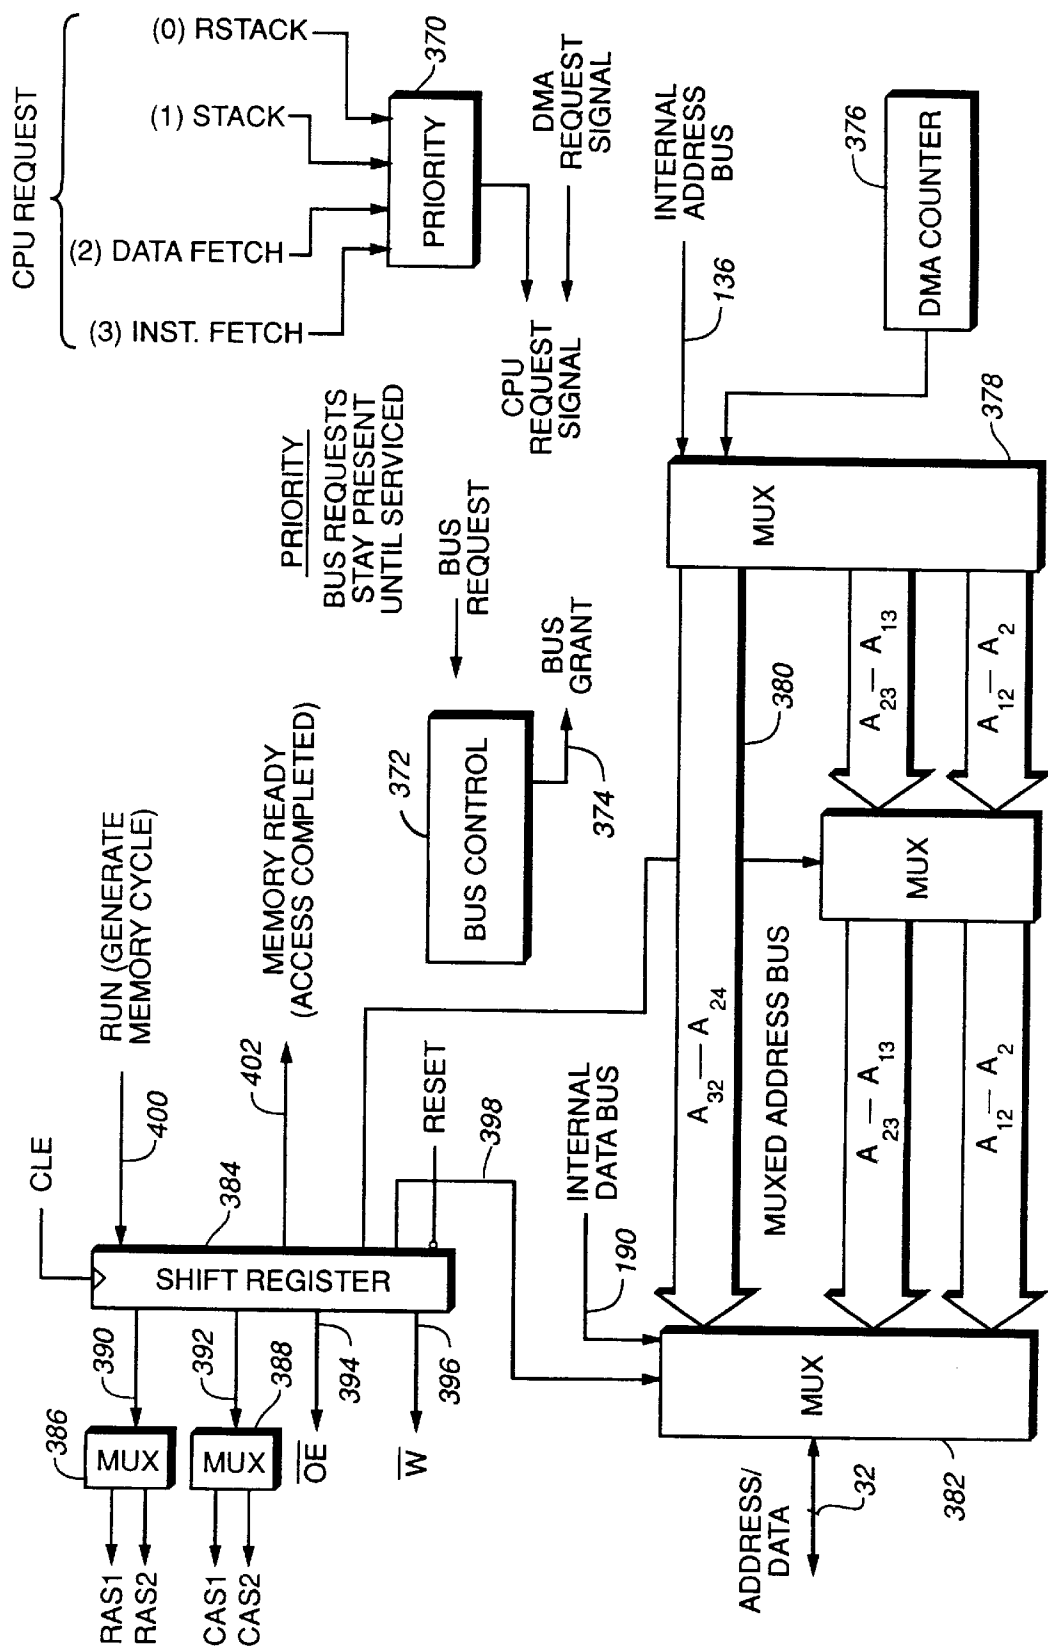 CPU REQUEST
(0) RSTACK
(1) STACK
(2) DATA FETCH
(3) INST. FETCH
370
PRIORITY
DMA
REQUEST
SIGNAL
CPU
REQUEST
SIGNAL
PRIORITY
BUS REQUESTS
STAY PRESENT
UNTIL SERVICED
BUS
REQUEST
372
BUS CONTROL
BUS
GRANT
374
RUN (GENERATE
MEMORY CYCLE)
400
MEMORY READY
(ACCESS COMPLETED)
402
CLE
384
SHIFT REGISTER
RESET
398
390
392
394
396
386
MUX
388
MUX
OE
W
RAS1
RAS2
CAS1
CAS2
INTERNAL
ADDRESS
BUS
136
376
DMA COUNTER
378
MUX
A32 — A24
380
A23 — A13
A12 — A2
MUX
MUXED ADDRESS BUS
A23 — A13
A12 — A2
INTERNAL
DATA BUS
190
MUX
382
ADDRESS/
DATA
32